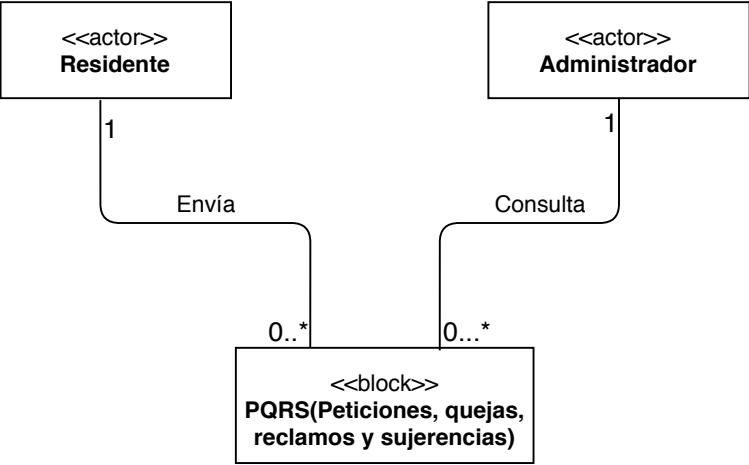 <<actor>>
Residente
<<actor>>
Administrador
1
1
Envía
Consulta
0..*
0...*
<<block>>
PQRS(Peticiones, quejas,
reclamos y sujerencias)